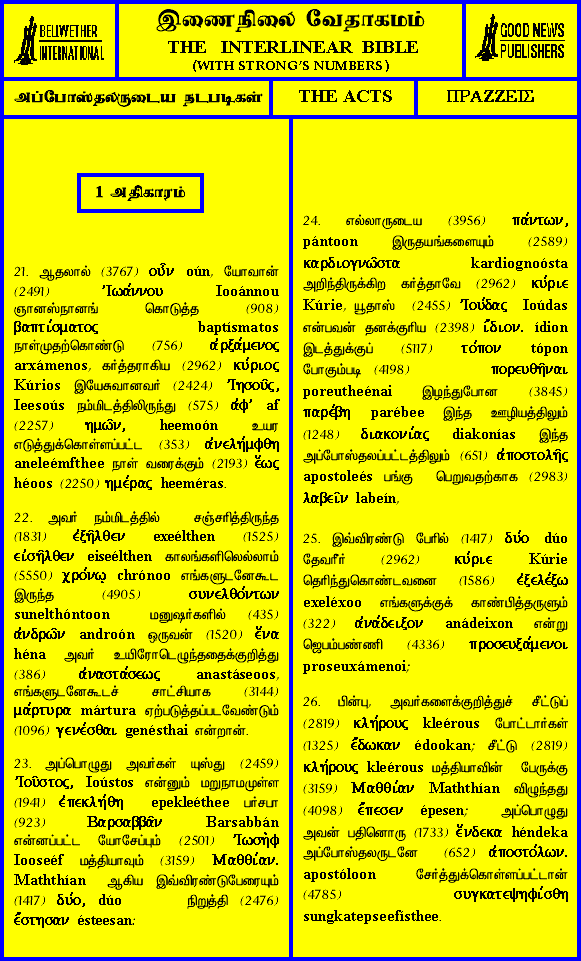 BELIWETHER
INTERNATIONAL
இணைநிலை வேதாகமம்
THE INTERLINEAR BIBLE
(WITH STRONG'S NUMBERS)
GOOD NEWS
PUBLISHERS
அப்போஸ்தலருடைய நடபடிகள்
THE ACTS
ΠΡΑΖΖΕΙΣ
1 அதிகாரம்
21. ஆதலால் (3767) οὖν oún, யோவான்
(2491) Ἰωάννου Iooánnou
ஞானஸ்நானங் கொடுத்த (908)
βαπτίσματος baptísmatos
நாள்முதற்கொண்டு (756) ἀρξάμενος
arxámenos, கர்த்தராகிய (2962) κύριος
Kúrios இயேசுவானவர் (2424) Ἰησοῦς,
Ieesoús நம்மிடத்திலிருந்து (575) ἀφ' af
(2257) ημῶν, heemoón உயர
எடுத்துக்கொள்ளப்பட்ட (353) ἀνελήμφθη
aneleémfthee நாள் வரைக்கும் (2193) ἕως
héoos (2250) ημέρας heeméras.
22. அவர் நம்மிடத்தில் சஞ்சரித்திருந்த
(1831) ἐξῆλθεν exeélthen (1525)
εἰσῆλθεν eiseélthen காலங்களிலெல்லாம்
(5550) χρόνῳ chrónoo எங்களுடனேகூட
இருந்த (4905) συνελθόντων
sunelthóntoon மனுஷர்களில் (435)
ἀνδρῶν androón ஒருவன் (1520) ἕνα
héna அவர் உயிரோடெழுந்ததைக்குறித்து
(386) ἀναστάσεως anastáseoos,
எங்களுடனேகூடச் சாட்சியாக (3144)
μάρτυρα mártura ஏற்படுத்தப்படவேண்டும்
(1096) γενέσθαι genésthai என்றான்.
23. அப்பொழுது அவர்கள் யுஸ்து (2459)
Ἰοῦστος, Ioústos என்னும் மறுநாமமுள்ள
(1941) ἐπεκλήθη epekleéthee பர்சபா
(923) Βαρσαββᾶν Barsabbán
என்னப்பட்ட யோசேப்பும் (2501) Ἰωσὴφ
Iooseéf மத்தியாவும் (3159) Μαθθίαν.
Maththían ஆகிய இவ்விரண்டுபேரையும்
(1417) δύο, dúo நிறுத்தி (2476)
ἔστησαν ésteesan;
24. எல்லாருடைய (3956) πάντων,
pántoon இருதயங்களையும் (2589)
καρδιογνῶστα kardiognoósta
அறிந்திருக்கிற கர்த்தாவே (2962) κύριε
Kúrie, யூதாஸ் (2455) Ἰούδας Ioúdas
என்பவன் தனக்குரிய (2398) ἴδιον. ídion
இடத்துக்குப் (5117) τόπον tópon
போகும்படி (4198) πορευθῆναι
poreutheénai இழந்துபோன (3845)
παρέβη parébee இந்த ஊழியத்திலும்
(1248) διακονίας diakonías இந்த
அப்போஸ்தலப்பட்டத்திலும் (651) ἀποστολῆς
apostoleés பங்கு பெறுவதற்காக (2983)
λαβεῖν labeín,
25. இவ்விரண்டு பேரில் (1417) δύο dúo
தேவரீர் (2962) κύριε Kúrie
தெரிந்துகொண்டவனை (1586) ἐξελέξω
exeléxoo எங்களுக்குக் காண்பித்தருளும்
(322) ἀνάδειξον anádeixon என்று
ஜெபம்பண்ணி (4336) προσευξάμενοι
proseuxámenoi;
26. பின்பு, அவர்களைக்குறித்துச் சீட்டுப்
(2819) κλήρους kleérous போட்டார்கள்
(1325) ἔδωκαν édookan; சீட்டு (2819)
κλήρους kleérous மத்தியாவின் பேருக்கு
(3159) Μαθθίαν Maththían விழுந்தது
(4098) ἔπεσεν épesen; அப்பொழுது
அவன் பதினொரு (1733) ἕνδεκα héndeka
அப்போஸ்தலருடனே (652) ἀποστόλων.
apostóloon சேர்த்துக்கொள்ளப்பட்டான்
(4785) συγκατεψηφίσθη
sungkatepseefísthee.